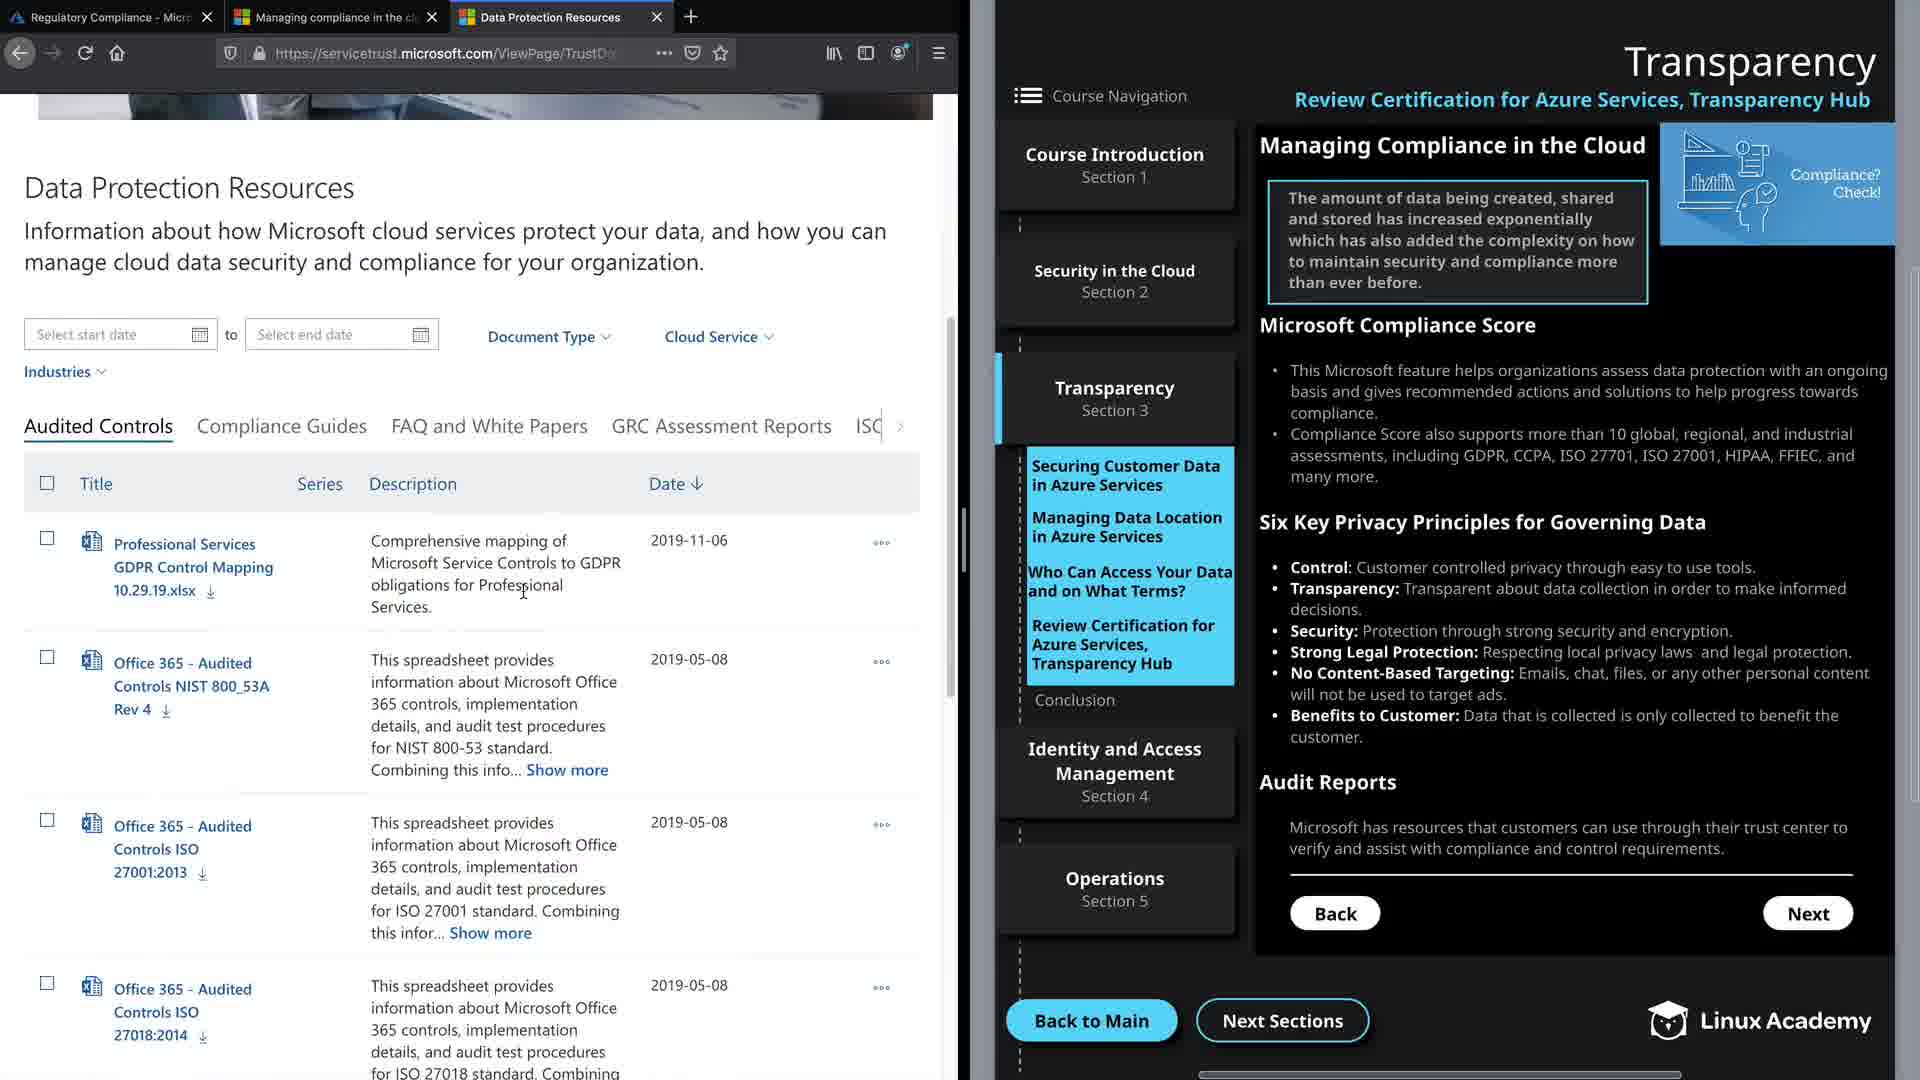 Regulatory Compliance - Micr
Managing compliance in the cl
Data Protection Resources
https://servicetrust.microsoft.com/ViewPage/TrustDo
Data Protection Resources
Information about how Microsoft cloud services protect your data, and how you can
manage cloud data security and compliance for your organization.
Select start date to Select end date Document Type Cloud Service
Industries
Audited Controls Compliance Guides FAQ and White Papers GRC Assessment Reports ISO
Title Series Description Date
Professional Services
GDPR Control Mapping
10.29.19.xlsx
Comprehensive mapping of
Microsoft Service Controls to GDPR
obligations for Professional
Services.
2019-11-06
Office 365 - Audited
Controls NIST 800_53A
Rev 4
This spreadsheet provides
information about Microsoft Office
365 controls, implementation
details, and audit test procedures
for NIST 800-53 standard.
Combining this info... Show more
2019-05-08
Office 365 - Audited
Controls ISO
27001:2013
This spreadsheet provides
information about Microsoft Office
365 controls, implementation
details, and audit test procedures
for ISO 27001 standard. Combining
this infor... Show more
2019-05-08
Office 365 - Audited
Controls ISO
27018:2014
This spreadsheet provides
information about Microsoft Office
365 controls, implementation
details, and audit test procedures
for ISO 27018 standard. Combining
2019-05-08
Transparency
Review Certification for Azure Services, Transparency Hub
Course Navigation
Course Introduction
Section 1
Security in the Cloud
Section 2
Transparency
Section 3
Securing Customer Data
in Azure Services
Managing Data Location
in Azure Services
Who Can Access Your Data
and on What Terms?
Review Certification for
Azure Services,
Transparency Hub
Conclusion
Identity and Access
Management
Section 4
Operations
Section 5
Managing Compliance in the Cloud
Compliance?
Check!
The amount of data being created, shared
and stored has increased exponentially
which has also added the complexity on how
to maintain security and compliance more
than ever before.
Microsoft Compliance Score
• This Microsoft feature helps organizations assess data protection with an ongoing
basis and gives recommended actions and solutions to help progress towards
compliance.
• Compliance Score also supports more than 10 global, regional, and industrial
assessments, including GDPR, CCPA, ISO 27701, ISO 27001, HIPAA, FFIEC, and
many more.
Six Key Privacy Principles for Governing Data
• Control: Customer controlled privacy through easy to use tools.
• Transparency: Transparent about data collection in order to make informed
decisions.
• Security: Protection through strong security and encryption.
• Strong Legal Protection: Respecting local privacy laws and legal protection.
• No Content-Based Targeting: Emails, chat, files, or any other personal content
will not be used to target ads.
• Benefits to Customer: Data that is collected is only collected to benefit the
customer.
Audit Reports
Microsoft has resources that customers can use through their trust center to
verify and assist with compliance and control requirements.
Back Next
Back to Main Next Sections Linux Academy